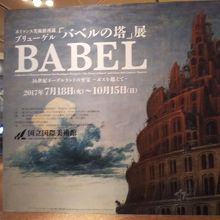 ボイマンス美術館所蔵
ブリューゲル「バベルの塔」展
BABEL
16世紀ネーデルラントの至宝 －ボスを超えて－
2017年7月18日(火)～10月15日(日)
国立国際美術館